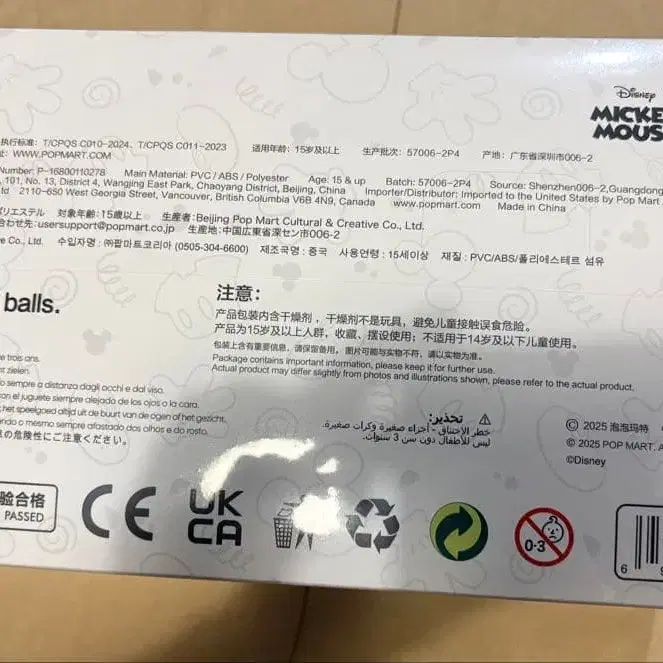 Disney
MICKE
MOUS
执行标准：T/CPQS C010-2024、T/CPQS C011-2023 适用年龄：15岁及以上 生产批次：57006-2P4 产地：广东省深圳市006-2
WWW.POPMART.COM
Number: P-16800110278 Main Material: PVC / ABS / Polyester Age: 15 & up Batch: 57006-2P4 Source: Shenzhen006-2,Guangdong
101, No. 13, District 4, Wangjing East Park, Chaoyang District, Beijing, China Importer/Distributor: Imported to the United States by Pop Mart
td 2110-650 West Georgia Street, Vancouver, British Columbia V6B 4N9, Canada www.popmart.com Made in China
リエステル 対象年齢:15歳以上 生産者:Beijing Pop Mart Cultural & Creative Co., Ltd.
合わせ先:usersupport@popmart.co.jp 生産地:中国広東省深セン市006-2
e Co., Ltd. 수입자명 : ㈜팝마트코리아 (0505-304-6600) 제조국명 : 중국 사용연령 : 15세이상 재질 : PVC/ABS/폴리에스테르 섬유
balls.
注意：
产品包装内含干燥剂，干燥剂不是玩具，避免儿童接触误食危险。
产品为15岁及以上人群，收藏、摆设使用；不适用于14岁及以下儿童使用。
包装上含有重要信息，请保留备用。图片可能与实物不符，请以实物为准。
Package contains important information, please keep it for further use.
Actual product may differ slightly from photos and illustrations shown, please refer to the actual product.
e trois ans.
t zielen.
o sempre a distanza dagli occhi e dal viso.
en el juguete siempre alejado de los ojos o la cara.
het speelgoed altijd uit de buurt van de ogen of het gezicht.
endo o mesmo sempre afastado dos olhos e do rosto.
の危険性にご注意ください。
تحذير:
خطر الإختناق - أجزاء صغيرة وكرات صغيرة.
ليس للأطفال دون سن 3 سنوات.
© 2025 泡泡玛特
© 2025 POP MART. A
©Disney
验合格
PASSED
CE
UK
CA
0-3
6